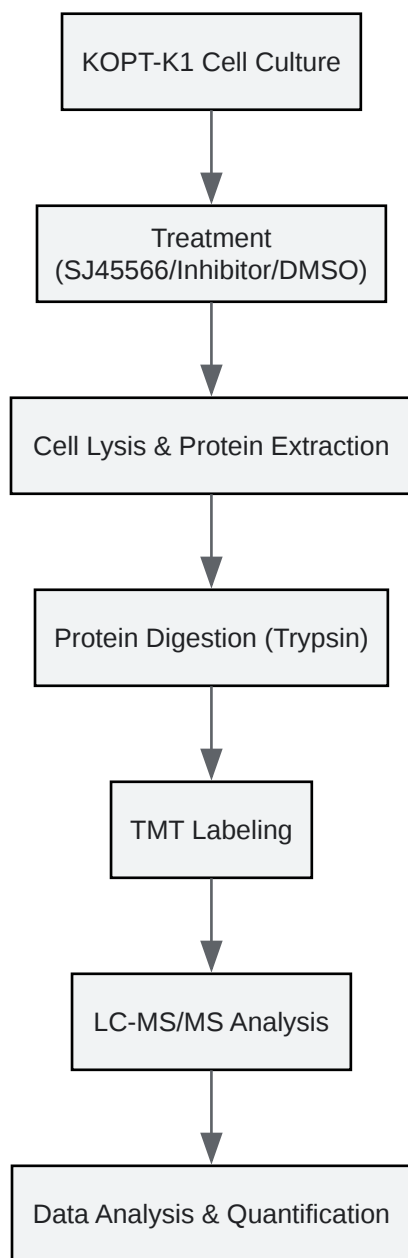 KOPT-K1 Cell Culture
Treatment
(SJ45566/Inhibitor/DMSO)
Cell Lysis & Protein Extraction
Protein Digestion (Trypsin)
TMT Labeling
LC-MS/MS Analysis
Data Analysis & Quantification